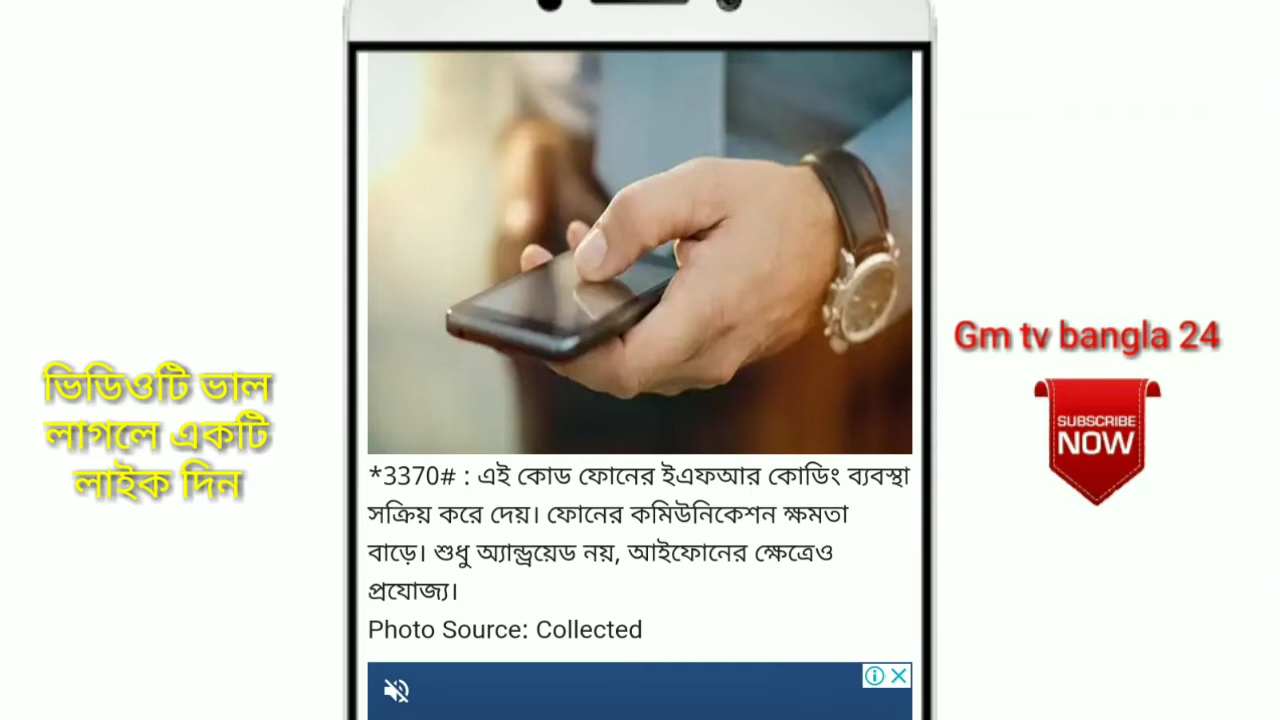 ভিডিওটি ভাল
লাগলে একটি
লাইক দিন
*3370# : এই কোড ফোনের ইএফআর কোডিং ব্যবস্থা
সক্রিয় করে দেয়। ফোনের কমিউনিকেশন ক্ষমতা
বাড়ে। শুধু অ্যান্ড্রয়েড নয়, আইফোনের ক্ষেত্রেও
প্রযোজ্য।
Photo Source: Collected
Gm tv bangla 24
SUBSCRIBE
NOW